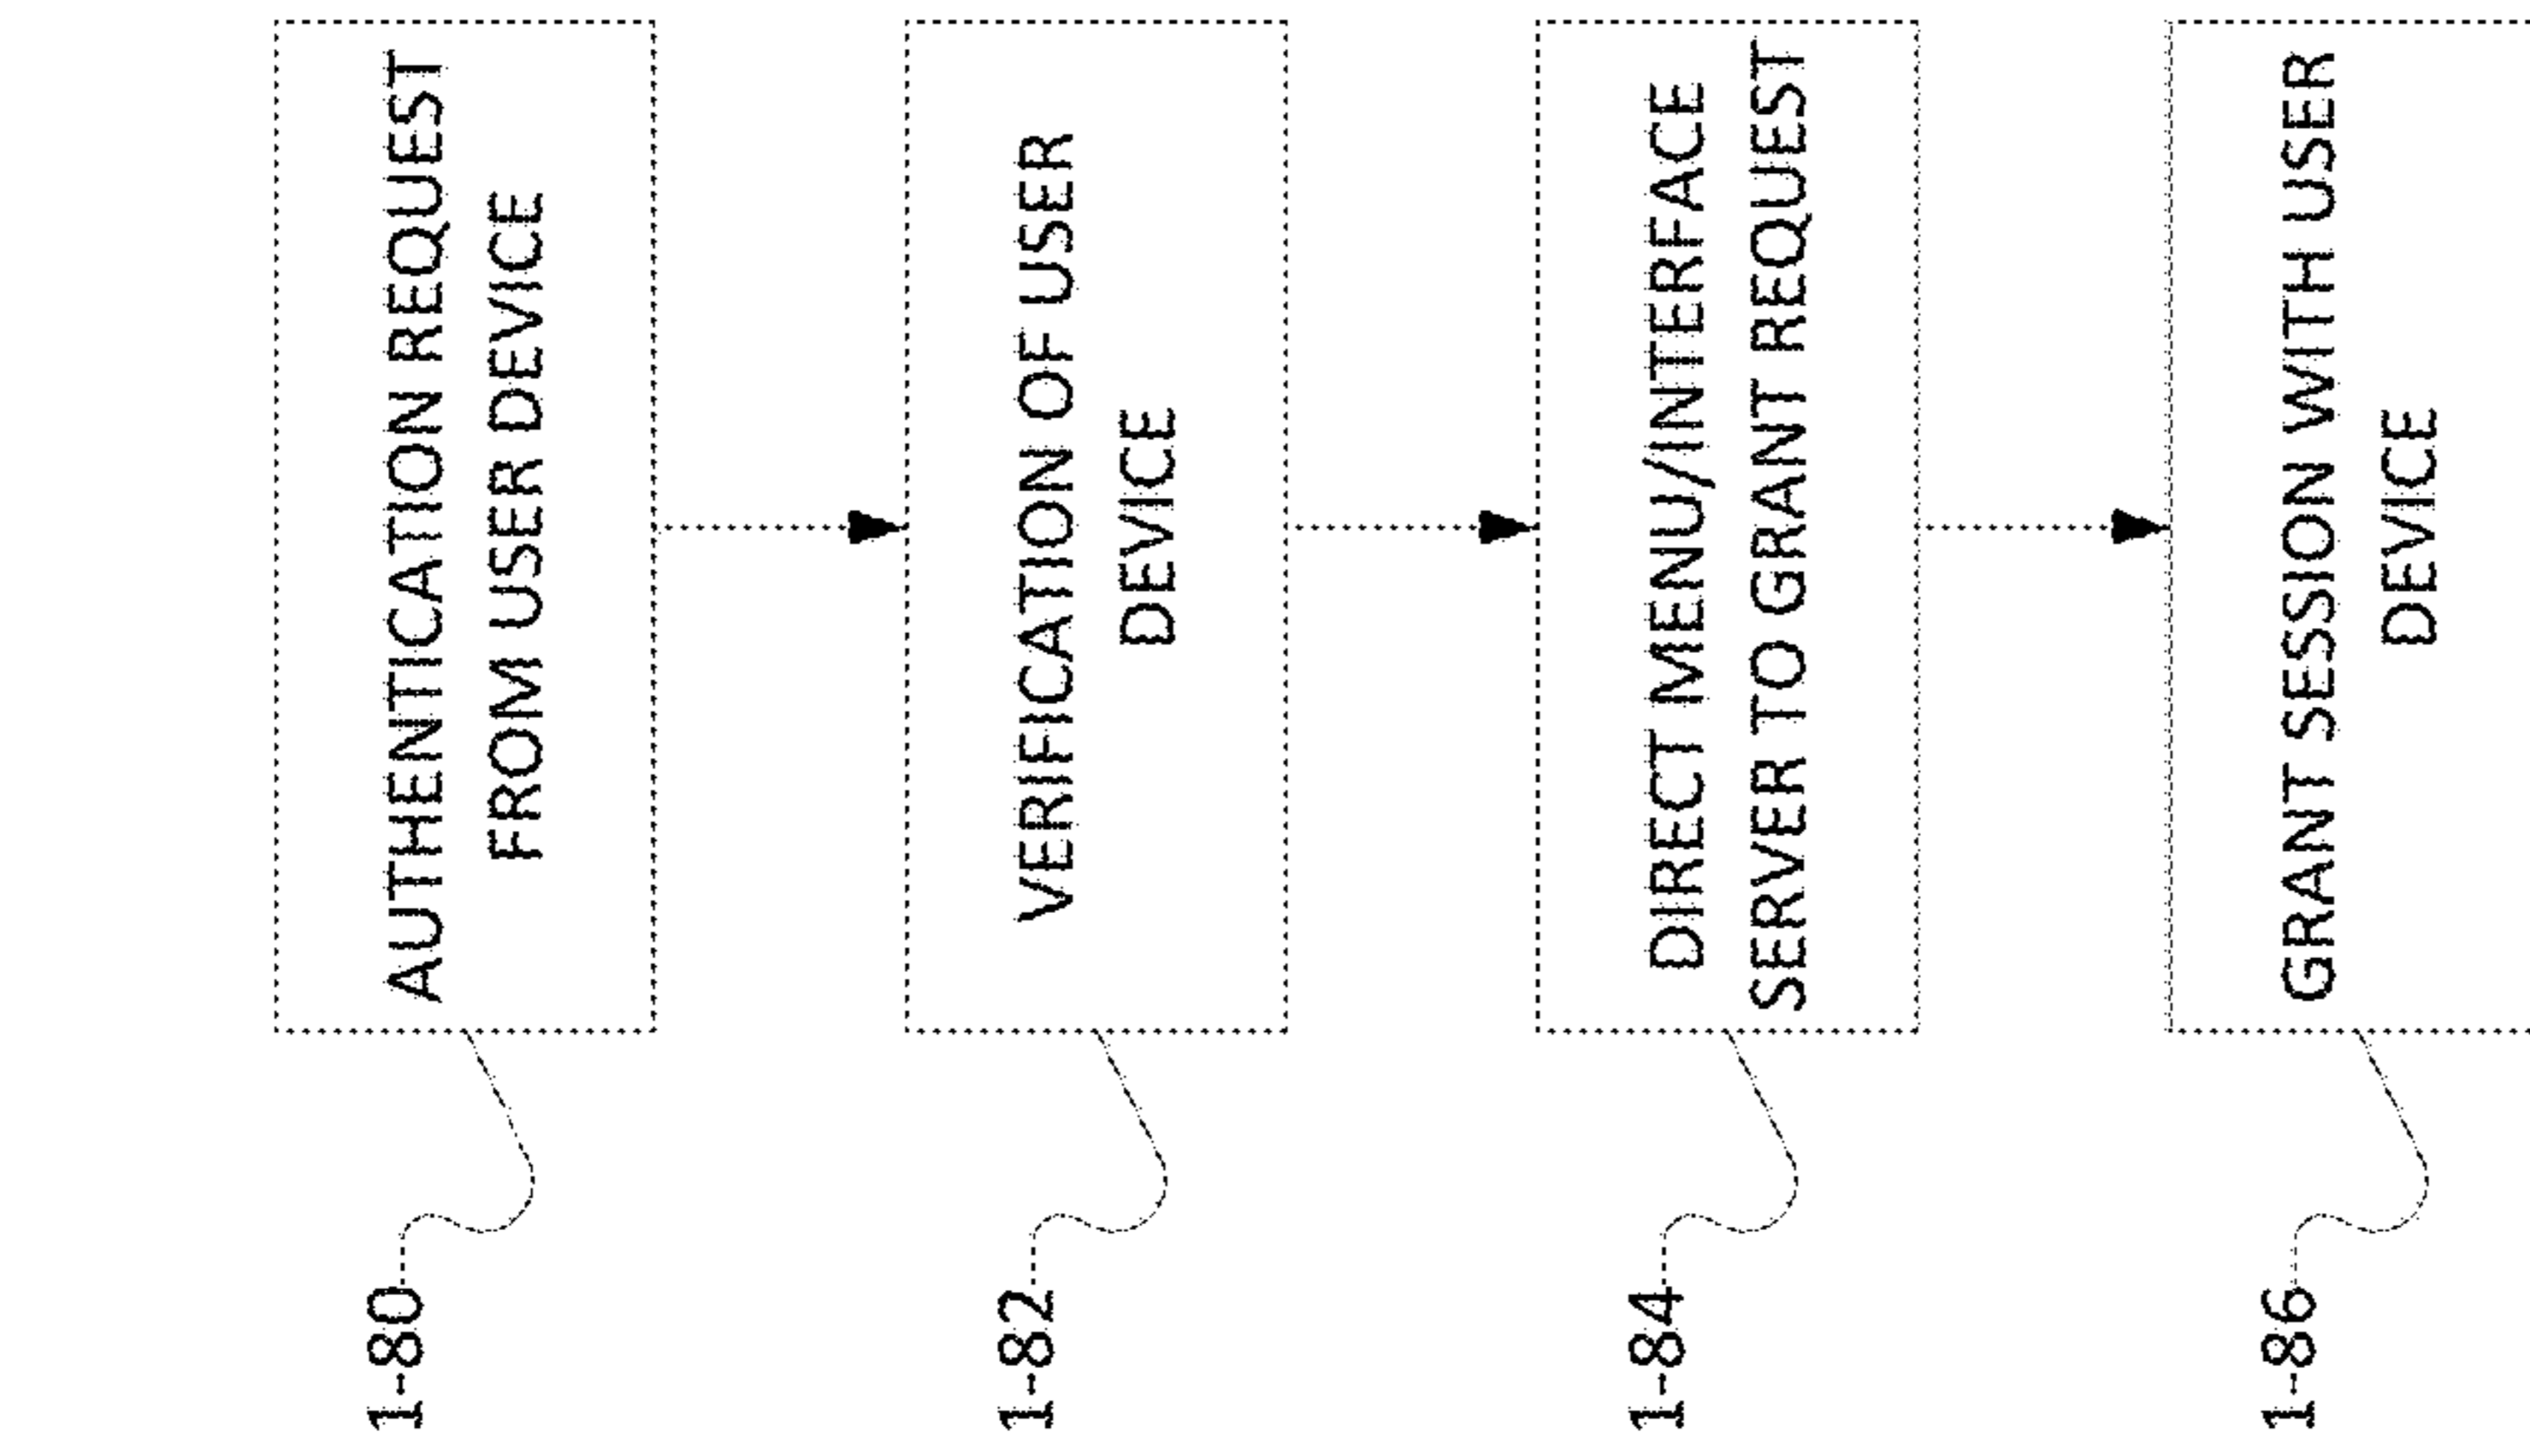 1-80
AUTHENTICATION REQUEST
FROM USER DEVICE
1-82
VERIFICATION OF USER
DEVICE
1-84
DIRECT MENU/INTERFACE
SERVER TO GRANT REQUEST
1-86
GRANT SESSION WITH USER
DEVICE